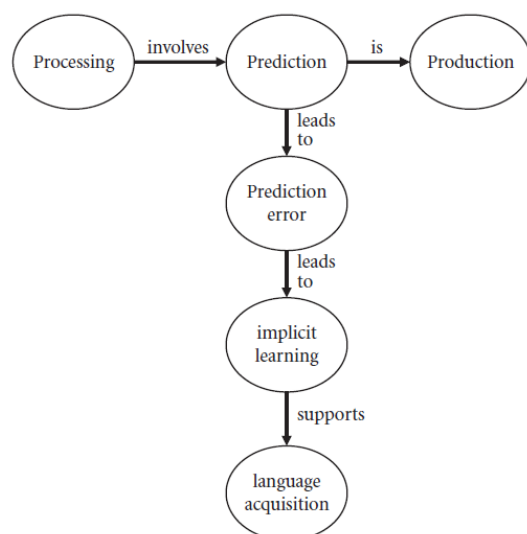 Processing
involves
Prediction
is
Production
leads
to
Prediction
error
leads
to
implicit
learning
supports
language
acquisition